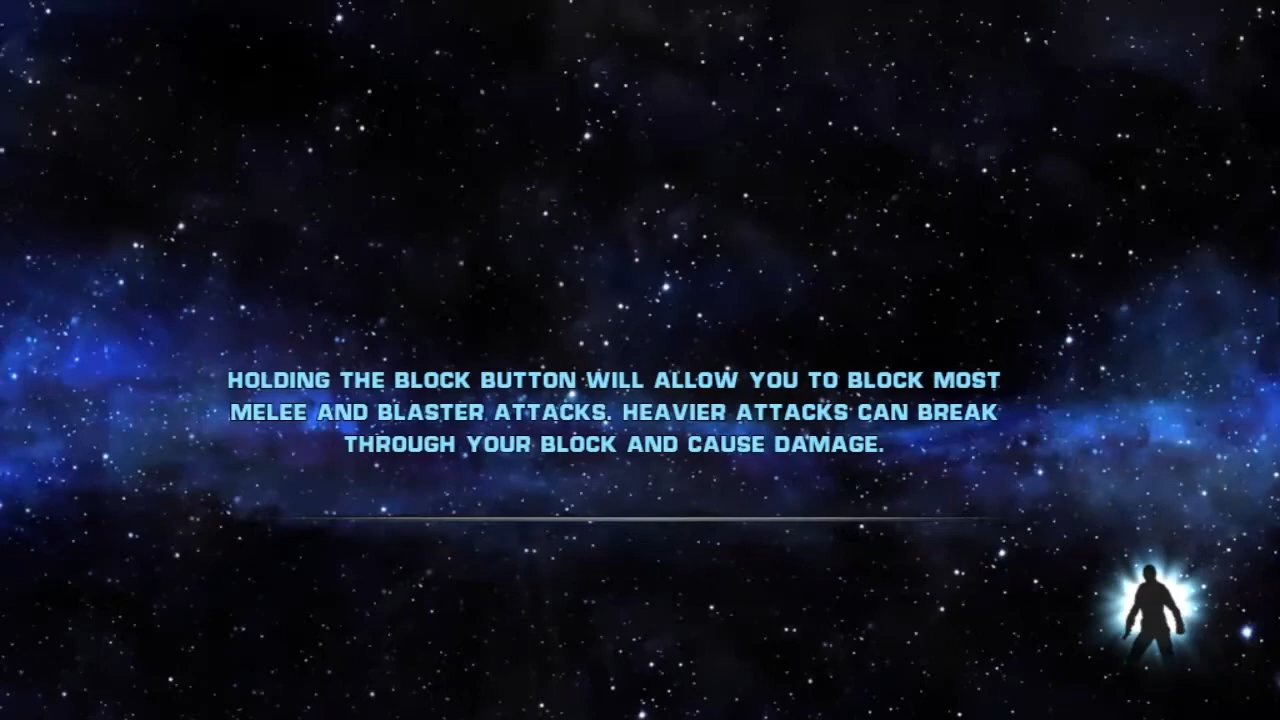 HOLDING THE BLOCK BUTTON WILL ALLOW YOU TO BLOCK MOST
MELEE AND BLASTER ATTACKS. HEAVIER ATTACKS CAN BREAK
THROUGH YOUR BLOCK AND CAUSE DAMAGE.